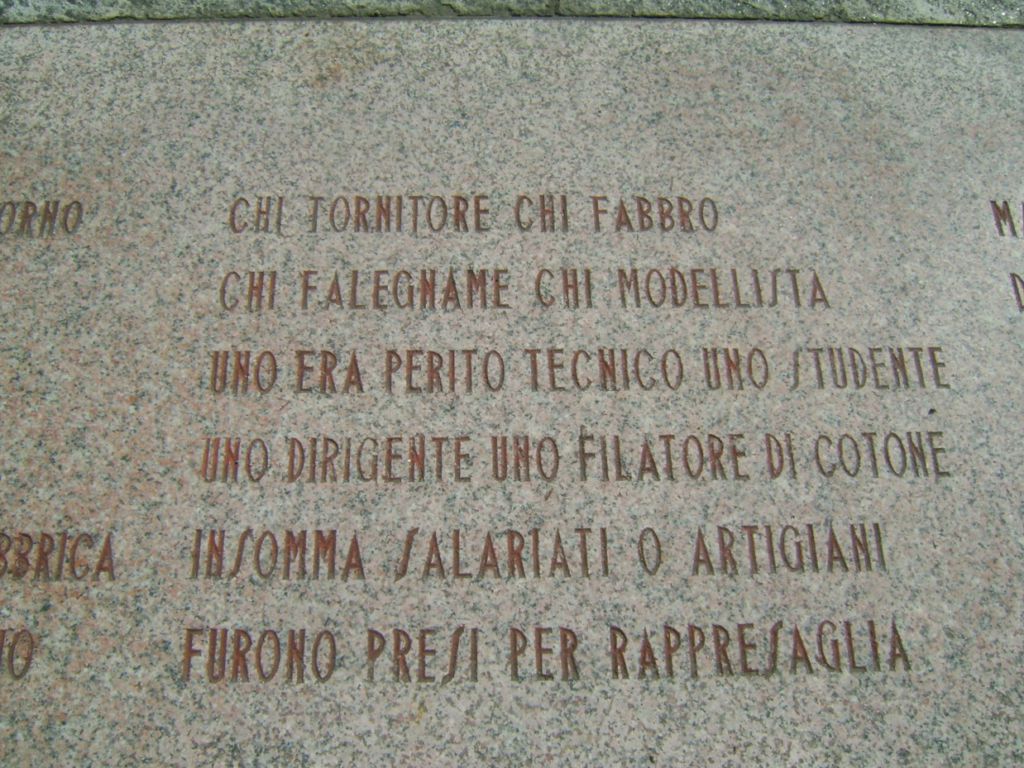 CHI TORNITORE CHI FABBRO
CHI FALEGNAME CHI MODELLISTA
UNO ERA PERITO TECNICO UNO STUDENTE
UNO DIRIGENTE UNO FILATORE DI COTONE
INSOMMA SALARIATI O ARTIGIANI
FURONO PRESI PER RAPPRESAGLIA